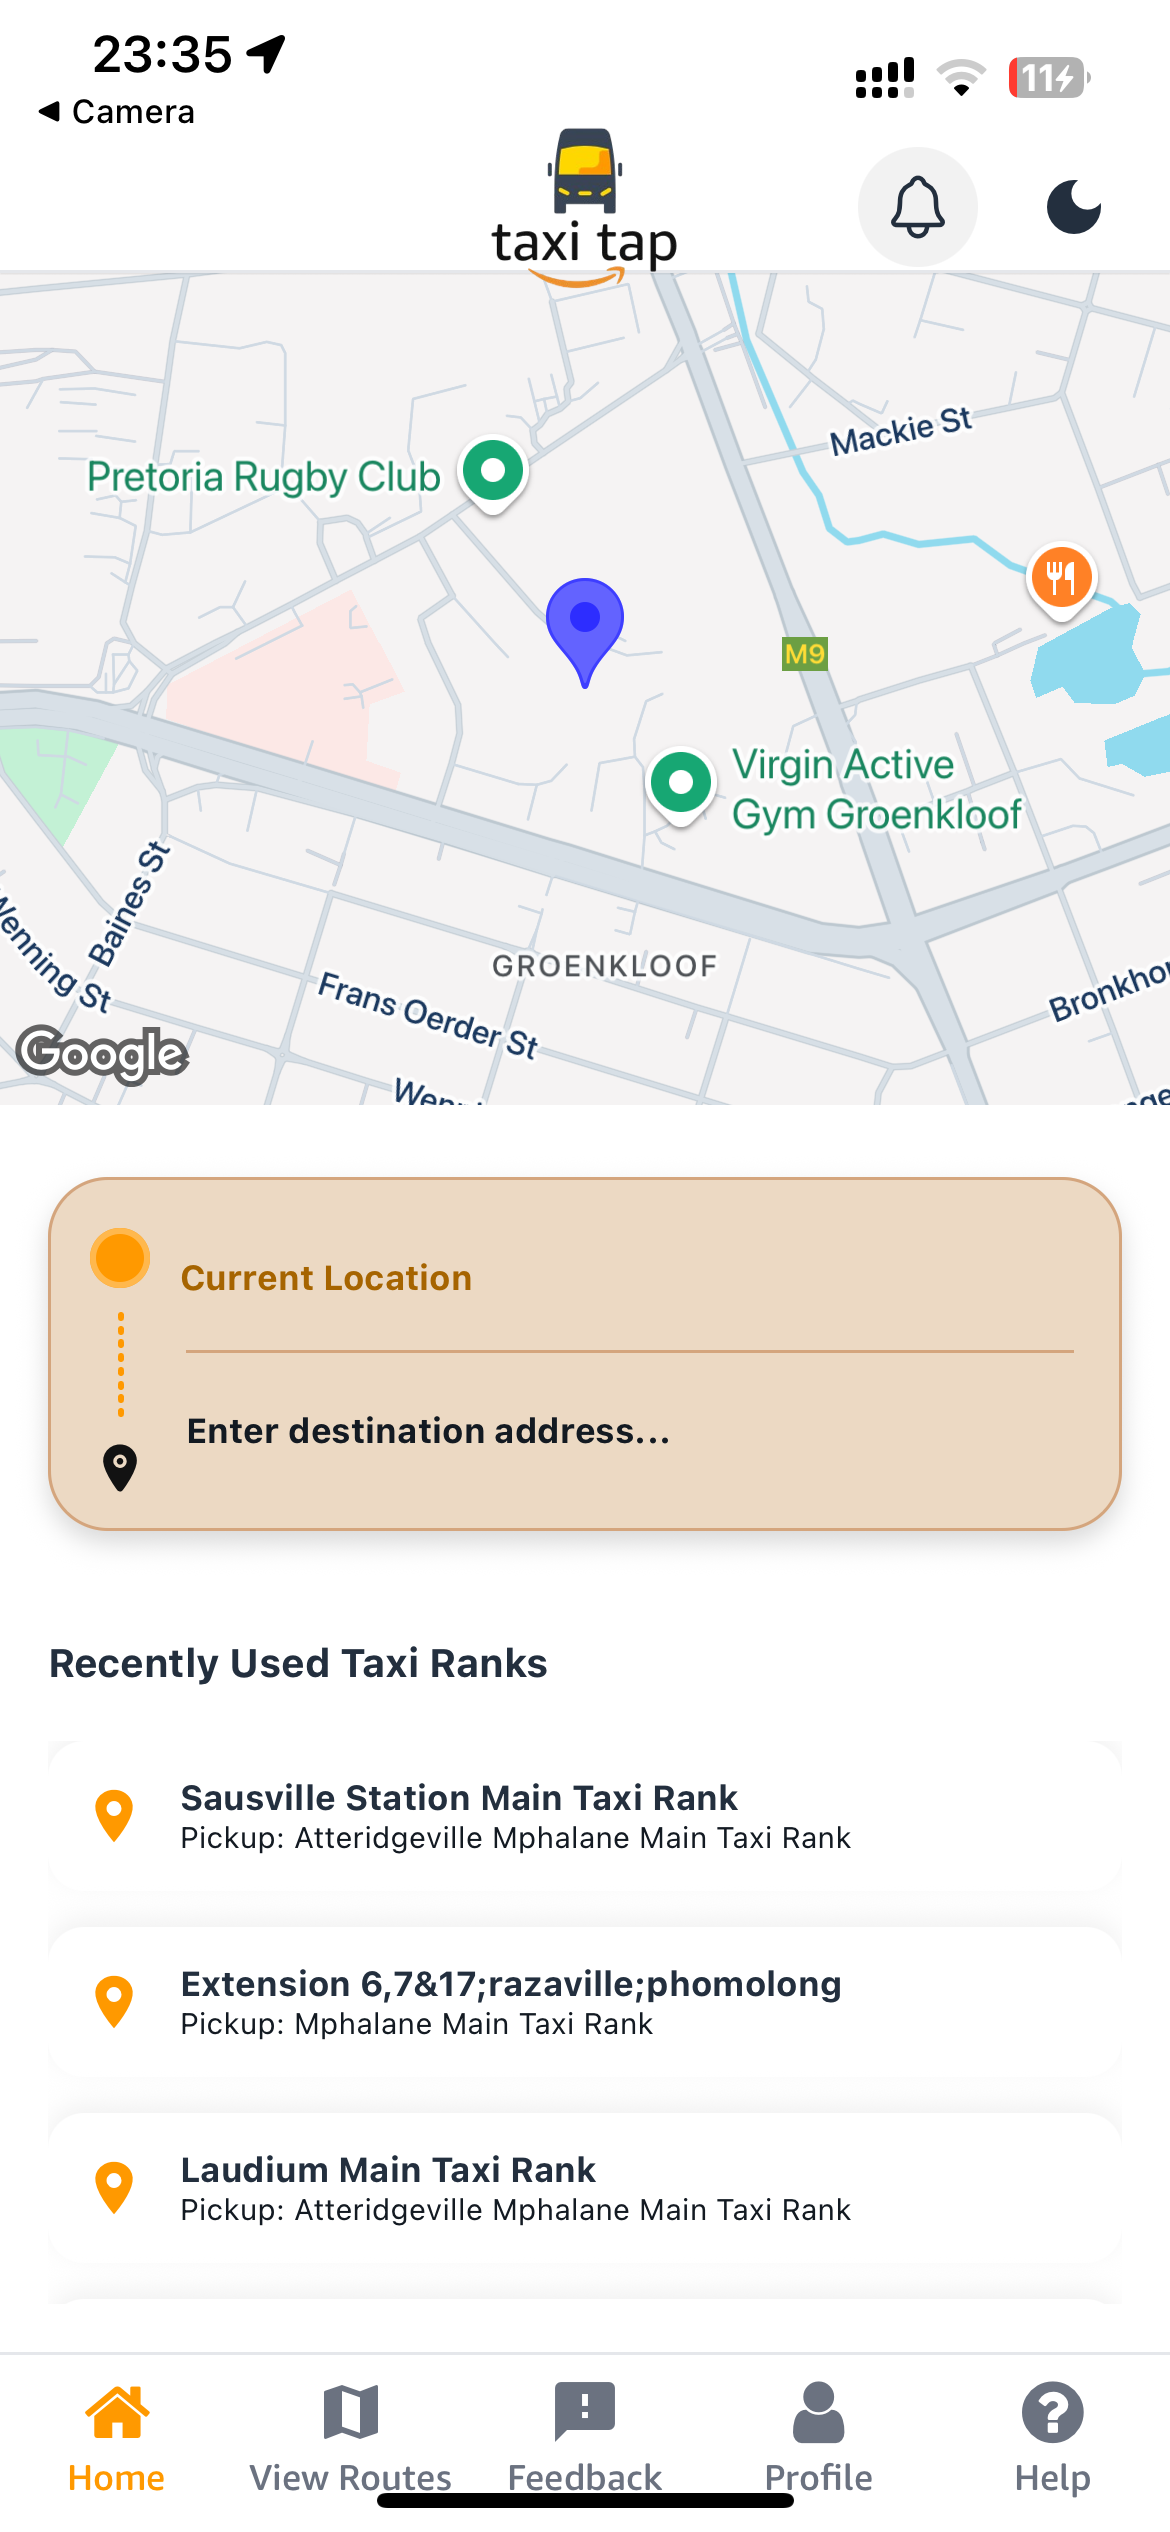 23:35
11
Camera
taxi tap
Mackie St
Pretoria Rugby Club
M9
Virgin Active
Gym Groenkloof
Baines St
Wenning St
GROENKLOOF
Frans Oerder St
Google
Current Location
Enter destination address...
Recently Used Taxi Ranks
Sausville Station Main Taxi Rank
Pickup: Atteridgeville Mphalane Main Taxi Rank
Extension 6,7&17;razaville;phomolong
Pickup: Mphalane Main Taxi Rank
Laudium Main Taxi Rank
Pickup: Atteridgeville Mphalane Main Taxi Rank
Home
View Routes
Feedback
Profile
Help